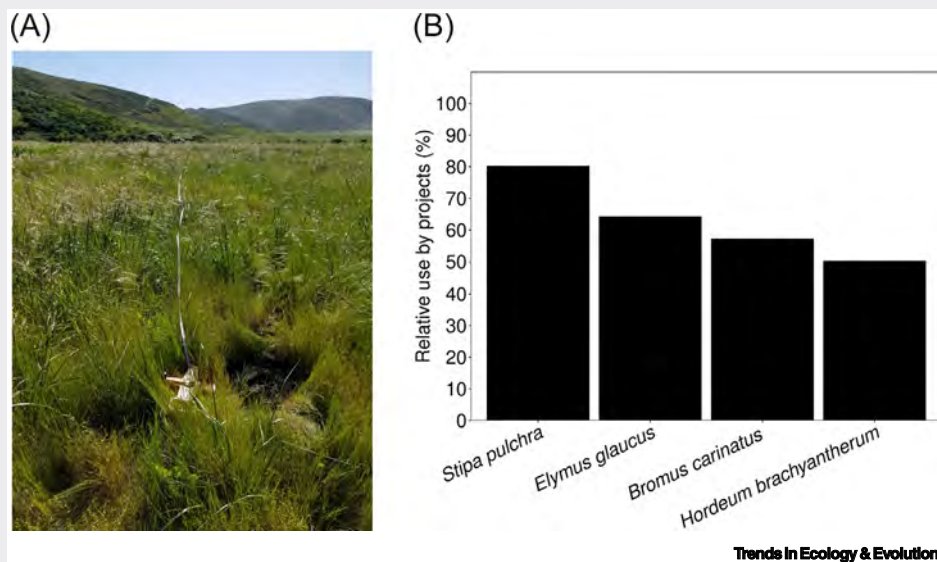 (A)
(B)
Relative use by projects (%)
100
90
80
70
60
50
40
30
20
10
0
Stipa pulchra
Elymus glaucus
Bromus carinatus
Hordeum brachyantherum
Trends in Ecology & Evolution